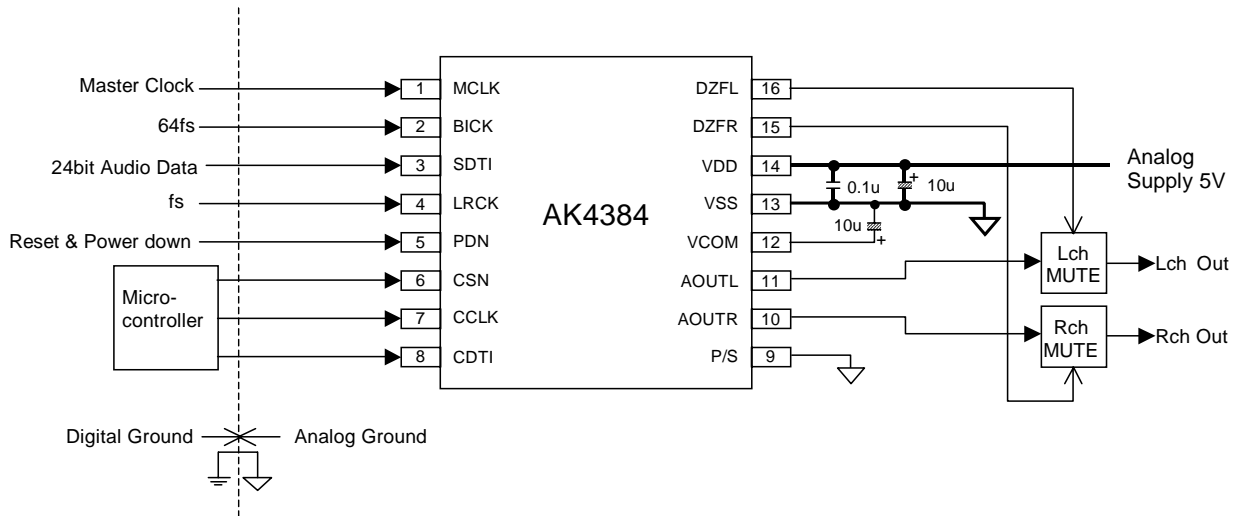 Master Clock
64fs
24bit Audio Data
fs
Reset & Power down
Micro-
controller
1
2
3
4
5
6
7
8
MCLK
BICK
SDTI
LRCK
PDN
CSN
CCLK
CDTI
AK4384
DZFL
DZFR
VDD
VSS
VCOM
AOUTL
AOUTR
P/S
16
15
14
13
12
11
10
9
0.1u
+
10u
10u
+
Analog
Supply 5V
Lch
MUTE
Lch Out
Rch
MUTE
Rch Out
Digital Ground
Analog Ground